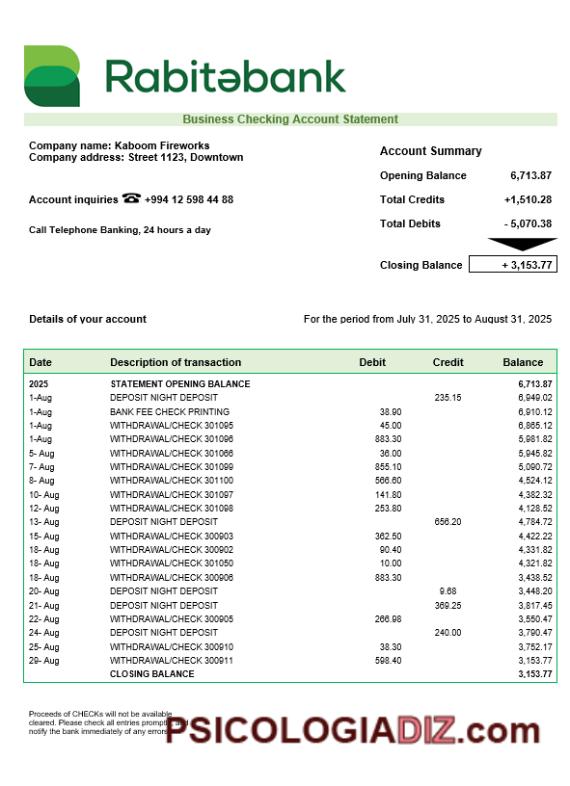 Rabitəbank
Business Checking Account Statement
Company name: Kaboom Fireworks
Company address: Street 1123, Downtown
Account inquiries ☎ +994 12 598 44 88
Call Telephone Banking, 24 hours a day
Account Summary
Opening Balance 6,713.87
Total Credits +1,510.28
Total Debits - 5,070.38
Closing Balance + 3,153.77
Details of your account For the period from July 31, 2025 to August 31, 2025
Date Description of transaction Debit Credit Balance
2025 STATEMENT OPENING BALANCE 6,713.87
1-Aug DEPOSIT NIGHT DEPOSIT 235.15 6,949.02
1-Aug BANK FEE CHECK PRINTING 38.90 6,910.12
1-Aug WITHDRAWAL/CHECK 301095 45.00 6,865.12
1-Aug WITHDRAWAL/CHECK 301096 883.30 5,981.82
5- Aug WITHDRAWAL/CHECK 301066 36.00 5,945.82
7- Aug WITHDRAWAL/CHECK 301099 855.10 5,090.72
8- Aug WITHDRAWAL/CHECK 301100 566.60 4,524.12
10- Aug WITHDRAWAL/CHECK 301097 141.80 4,382.32
12- Aug WITHDRAWAL/CHECK 301098 253.80 4,128.52
13- Aug DEPOSIT NIGHT DEPOSIT 656.20 4,784.72
15- Aug WITHDRAWAL/CHECK 300903 362.50 4,422.22
18- Aug WITHDRAWAL/CHECK 300902 90.40 4,331.82
18- Aug WITHDRAWAL/CHECK 301050 10.00 4,321.82
18- Aug WITHDRAWAL/CHECK 300906 883.30 3,438.52
20- Aug DEPOSIT NIGHT DEPOSIT 9.68 3,448.20
21- Aug DEPOSIT NIGHT DEPOSIT 369.25 3,817.45
22- Aug WITHDRAWAL/CHECK 300905 266.98 3,550.47
24- Aug DEPOSIT NIGHT DEPOSIT 240.00 3,790.47
25- Aug WITHDRAWAL/CHECK 300910 38.30 3,752.17
29- Aug WITHDRAWAL/CHECK 300911 598.40 3,153.77
CLOSING BALANCE 3,153.77
Proceeds of CHECKs will not be available
cleared. Please check all entries promptly and
notify the bank immediately of any errors
PSICOLOGIADIZ.com